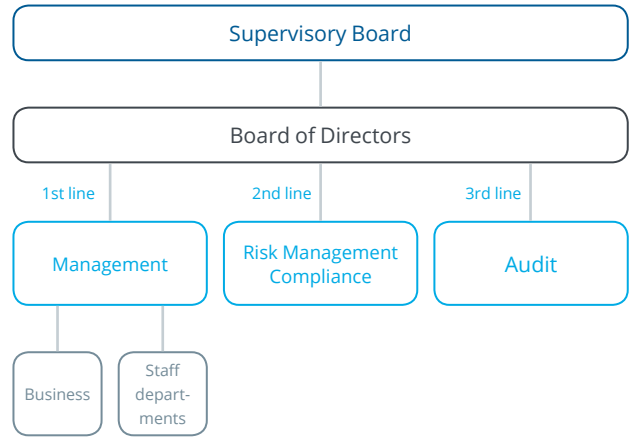 Supervisory Board
Board of Directors
1st line
2nd line
3rd line
Management
Risk Management
Compliance
Audit
Business
Staff
depart-
ments